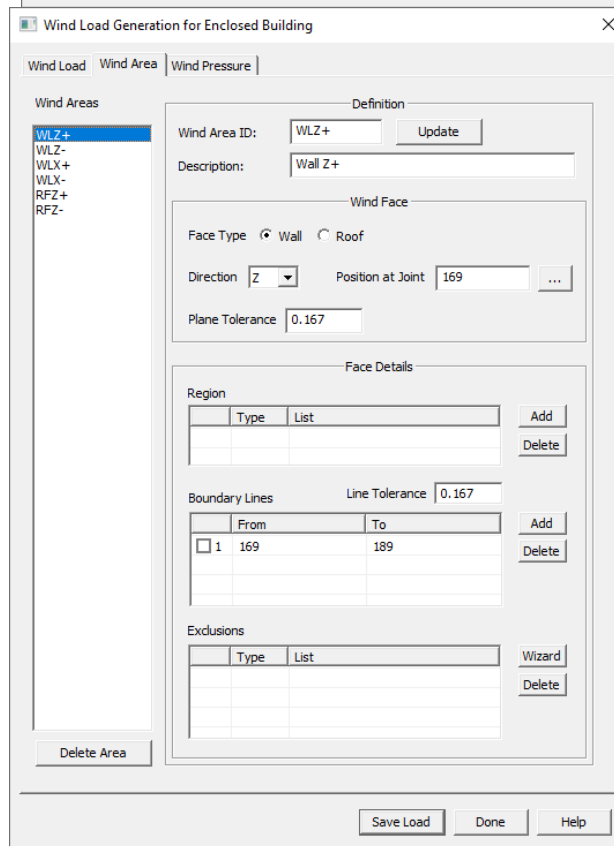 Wind Load Generation for Enclosed Building
Wind Load Wind Area Wind Pressure
Wind Areas
WLZ+
WLZ-
WLX+
WLX-
RFZ+
RFZ-
Delete Area
Definition
Wind Area ID: WLZ+ Update
Description: Wall Z+
Wind Face
Face Type Wall Roof
Direction Z Position at Joint 169 ...
Plane Tolerance 0.167
Face Details
Region
Type List
Add
Delete
Boundary Lines Line Tolerance 0.167
From To
Add
1 169 189
Delete
Exclusions
Type List
Wizard
Delete
Save Load Done Help